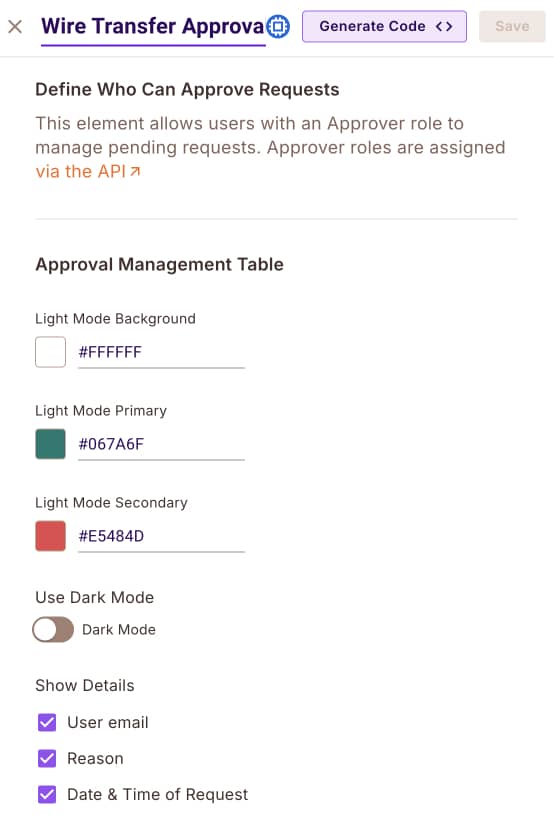 Wire Transfer Approva
Generate Code <>
Save
Define Who Can Approve Requests
This element allows users with an Approver role to
manage pending requests. Approver roles are assigned
via the API
Approval Management Table
Light Mode Background
#FFFFFF
Light Mode Primary
#067A6F
Light Mode Secondary
#E5484D
Use Dark Mode
Dark Mode
Show Details
User email
Reason
Date & Time of Request